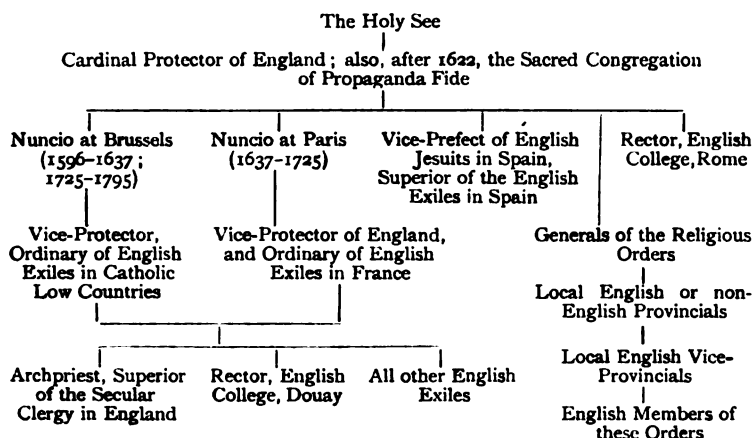 The Holy See
Cardinal Protector of England ; also, after 1622, the Sacred Congregation
of Propaganda Fide
Nuncio at Brussels
(1596-1637 ;
1725-1795)
Nuncio at Paris
(1637-1725)
Vice-Prefect of English
Jesuits in Spain,
Superior of the English
Exiles in Spain
Rector, English
College, Rome
Vice-Protector,
Ordinary of English
Exiles in Catholic
Low Countries
Vice-Protector of England,
and Ordinary of English
Exiles in France
Generals of the Religious
Orders
Local English or non-
English Provincials
Local English Vice-
Provincials
English Members of
these Orders
Archpriest, Superior
of the Secular
Clergy in England
Rector, English
College, Douay
All other English
Exiles